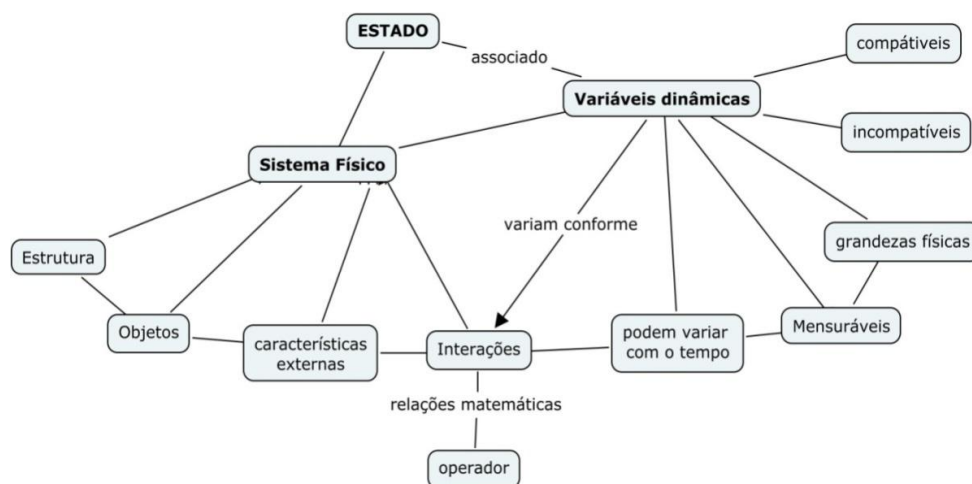 ESTADO
associado
compátiveis
Variáveis dinâmicas
incompatíveis
Sistema Físico
variam conforme
grandezas físicas
Estrutura
Objetos
características
externas
Interações
podem variar
com o tempo
Mensuráveis
relações matemáticas
operador